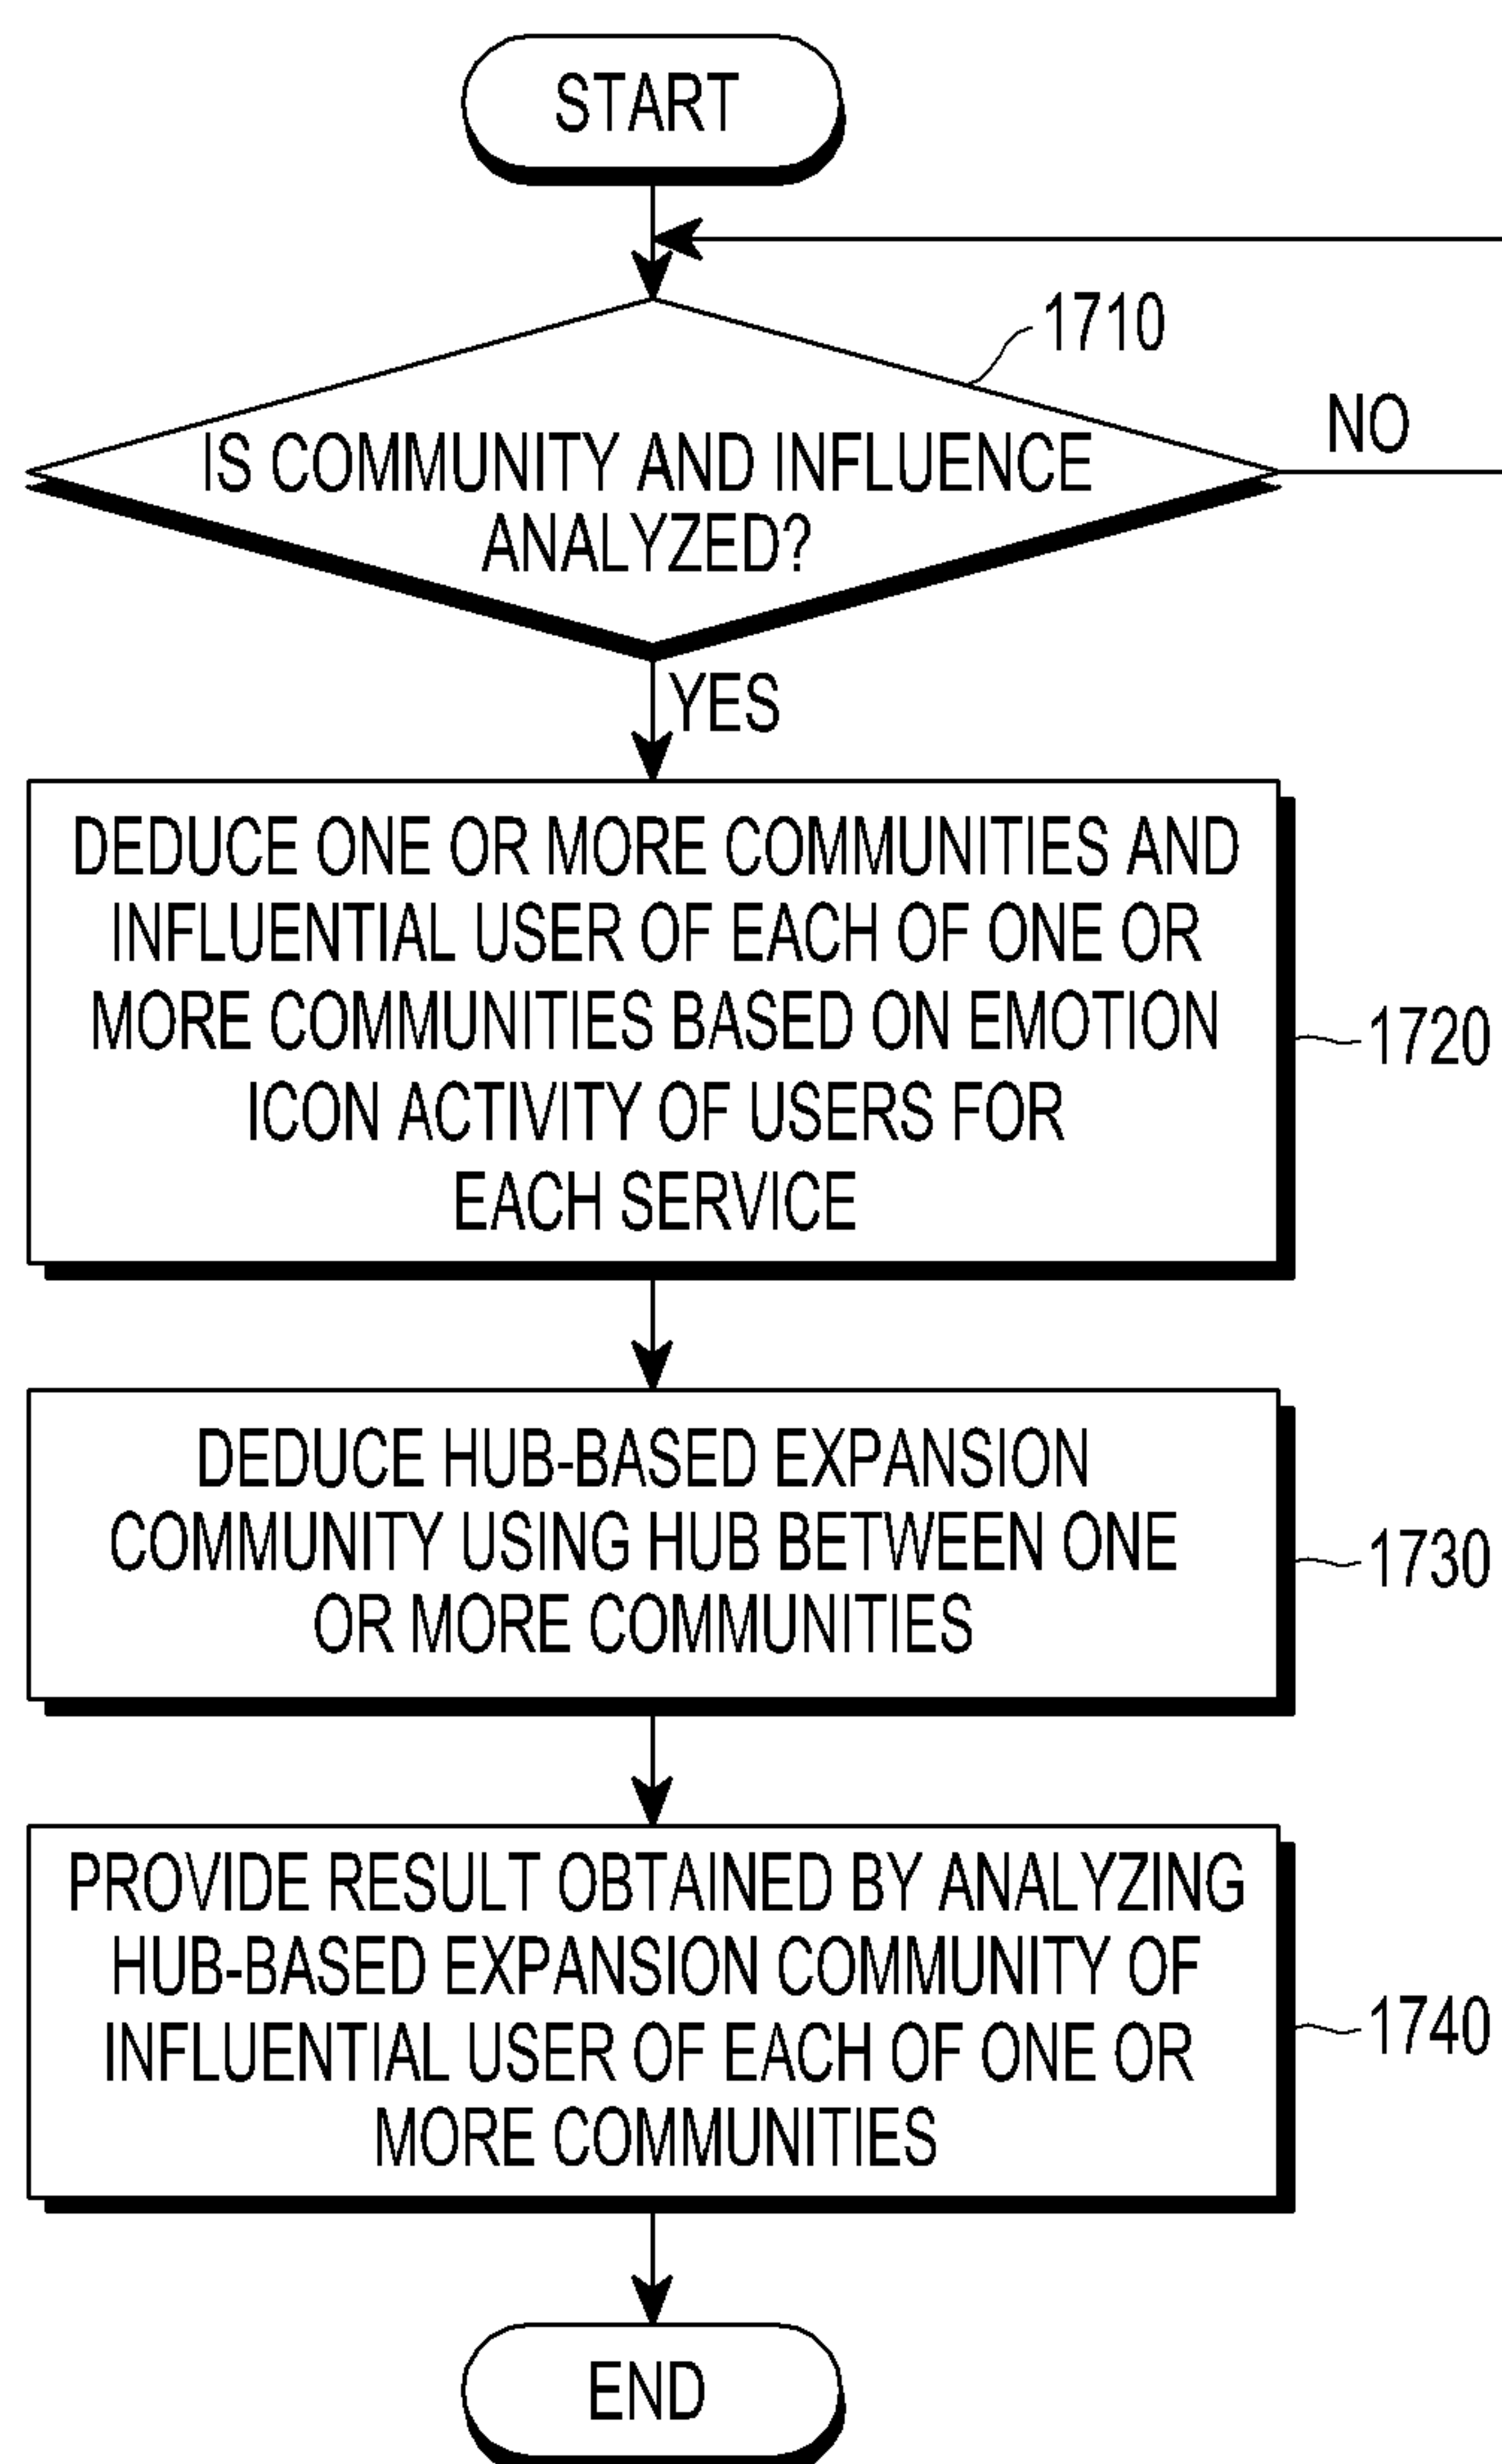 START
1710
NO
IS COMMUNITY AND INFLUENCE
ANALYZED?
YES
DEDUCE ONE OR MORE COMMUNITIES AND
INFLUENTIAL USER OF EACH OF ONE OR
MORE COMMUNITIES BASED ON EMOTION
ICON ACTIVITY OF USERS FOR
EACH SERVICE
1720
DEDUCE HUB-BASED EXPANSION
COMMUNITY USING HUB BETWEEN ONE
OR MORE COMMUNITIES
1730
PROVIDE RESULT OBTAINED BY ANALYZING
HUB-BASED EXPANSION COMMUNITY OF
INFLUENTIAL USER OF EACH OF ONE OR
MORE COMMUNITIES
1740
END